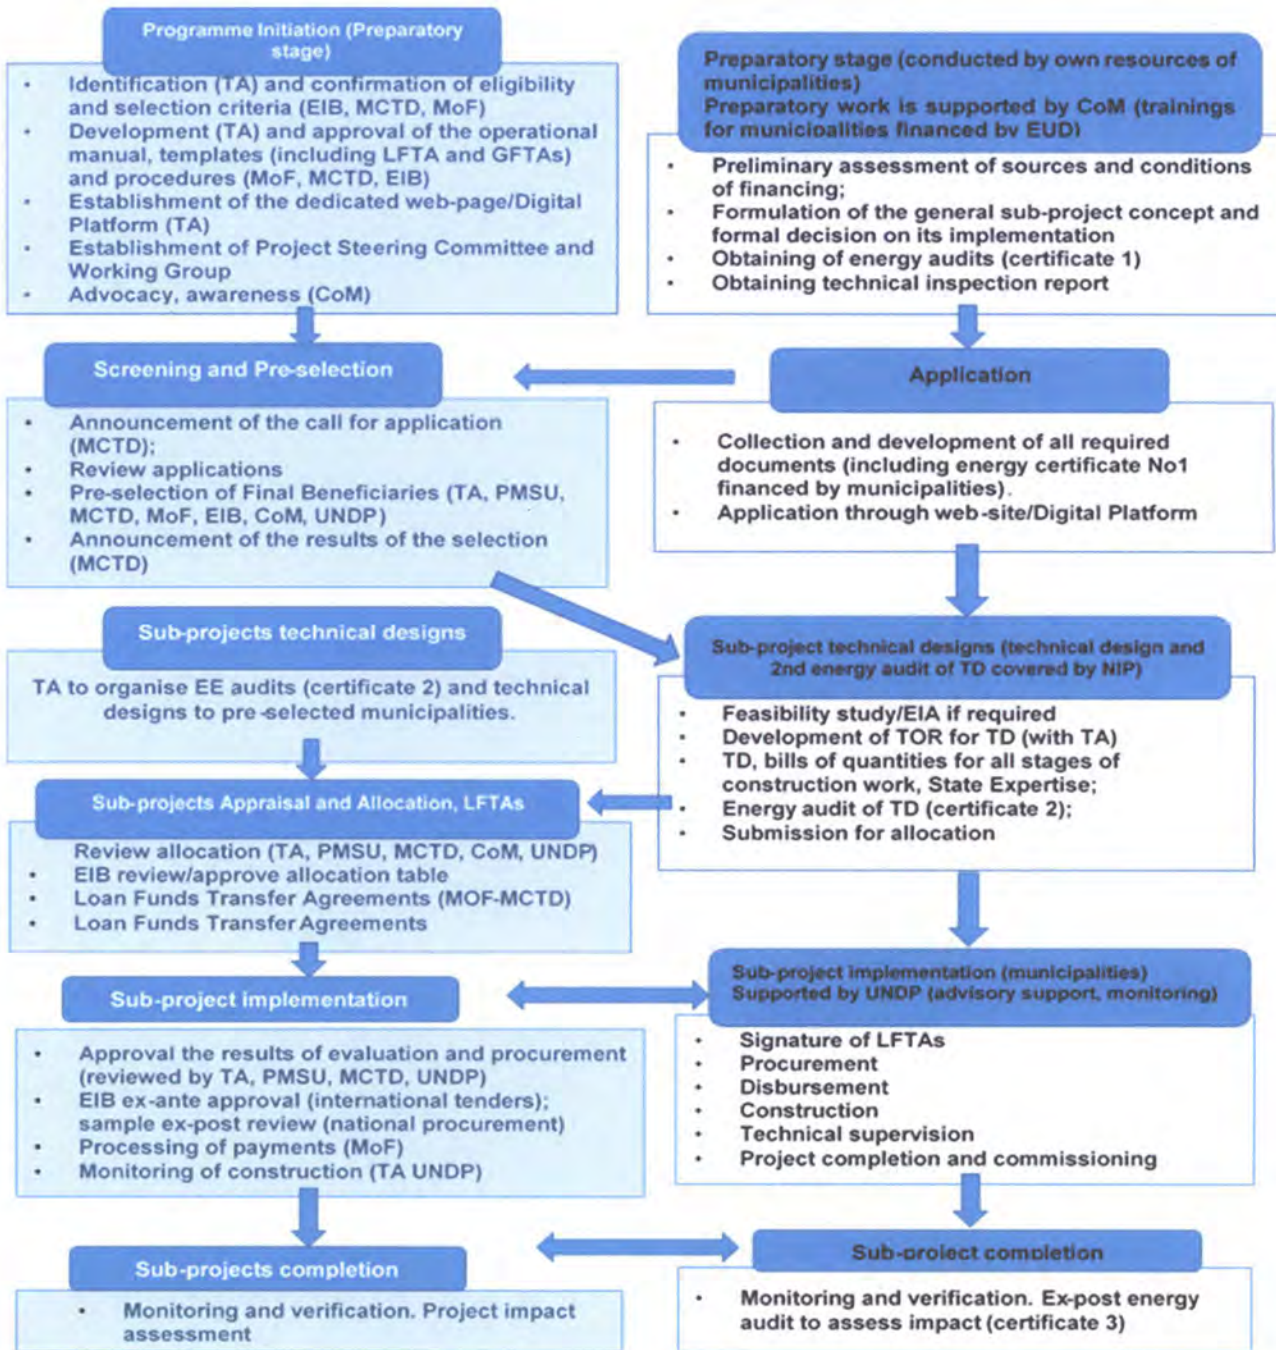 Programme Initiation (Preparatory
stage)
• Identification (TA) and confirmation of eligibility
and selection criteria (EIB, MCTD, MoF)
• Development (TA) and approval of the operational
manual, templates (including LFTA and GFTAs)
and procedures (MoF, MCTD, EIB)
• Establishment of the dedicated web-page/Digital
Platform (TA)
• Establishment of Project Steering Committee and
Working Group
• Advocacy, awareness (CoM)
Preparatory stage (conducted by own resources of
municipalities)
Preparatory work is supported by CoM (trainings
for municipalities financed by EUD)
• Preliminary assessment of sources and conditions
of financing;
• Formulation of the general sub-project concept and
formal decision on its implementation
• Obtaining of energy audits (certificate 1)
• Obtaining technical inspection report
Screening and Pre-selection
• Announcement of the call for application
(MCTD);
• Review applications
• Pre-selection of Final Beneficiaries (TA, PMSU,
MCTD, MoF, EIB, CoM, UNDP)
• Announcement of the results of the selection
(MCTD)
Application
• Collection and development of all required
documents (including energy certificate No1
financed by municipalities).
• Application through web-site/Digital Platform
Sub-projects technical designs
TA to organise EE audits (certificate 2) and technical
designs to pre-selected municipalities.
Sub-project technical designs (technical design and
2nd energy audit of TD covered by NIP)
• Feasibility study/EIA if required
• Development of TOR for TD (with TA)
• TD, bills of quantities for all stages of
construction work, State Expertise;
• Energy audit of TD (certificate 2);
• Submission for allocation
Sub-projects Appraisal and Allocation, LFTAs
Review allocation (TA, PMSU, MCTD, CoM, UNDP)
• EIB review/approve allocation table
• Loan Funds Transfer Agreements (MOF-MCTD)
• Loan Funds Transfer Agreements
Sub-project implementation
• Approval the results of evaluation and procurement
(reviewed by TA, PMSU, MCTD, UNDP)
• EIB ex-ante approval (international tenders);
sample ex-post review (national procurement)
• Processing of payments (MoF)
• Monitoring of construction (TA UNDP)
Sub-project implementation (municipalities)
Supported by UNDP (advisory support, monitoring)
• Signature of LFTAs
• Procurement
• Disbursement
• Construction
• Technical supervision
• Project completion and commissioning
Sub-projects completion
• Monitoring and verification. Project impact
assessment
Sub-project completion
• Monitoring and verification. Ex-post energy
audit to assess impact (certificate 3)